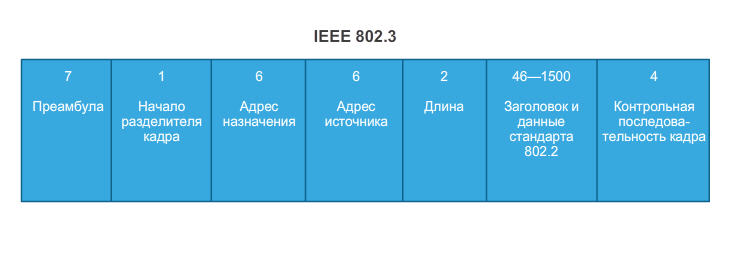 IEEE 802.3
7
Преамбула
1
Начало
разделителя
кадра
6
Адрес
назначения
6
Адрес
источника
2
Длина
46—1500
Заголовок и
данные
стандарта
802.2
4
Контрольная
последова-
тельность кадра